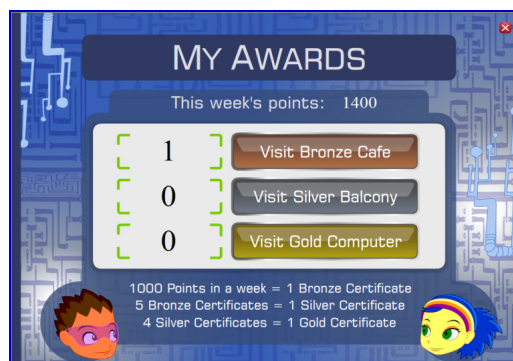 MY AWARDS
This week's points: 1400
1 Visit Bronze Cafe
0 Visit Silver Balcony
0 Visit Gold Computer
1000 Points in a week = 1 Bronze Certificate
5 Bronze Certificates = 1 Silver Certificate
4 Silver Certificates = 1 Gold Certificate